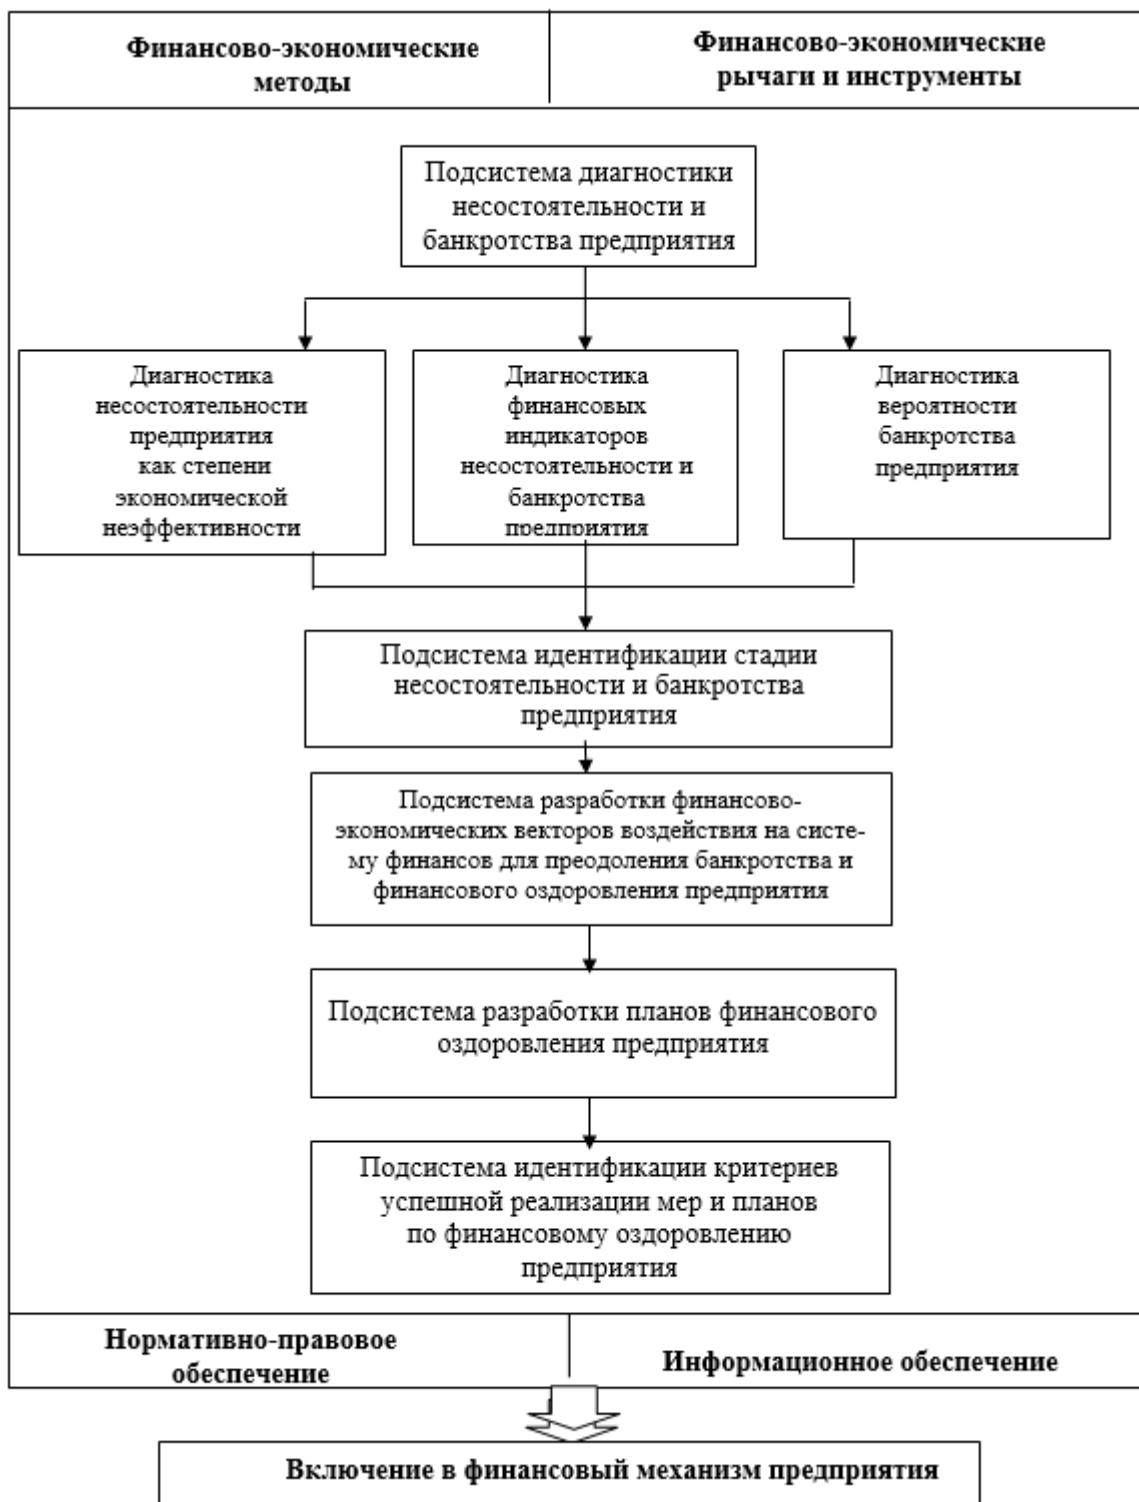 Финансово-экономические
методы
Финансово-экономические
рычаги и инструменты
Подсистема диагностики
несостоятельности и
банкротства предприятия
Диагностика
несостоятельности
предприятия
как степени
экономической
неэффективности
Диагностика
финансовых
индикаторов
несостоятельности и
банкротства
предприятия
Диагностика
вероятности
банкротства
предприятия
Подсистема идентификации стадии
несостоятельности и банкротства
предприятия
Подсистема разработки финансово-
экономических векторов воздействия на систе-
му финансов для преодоления банкротства и
финансового оздоровления предприятия
Подсистема разработки планов финансового
оздоровления предприятия
Подсистема идентификации критериев
успешной реализации мер и планов
по финансовому оздоровлению
предприятия
Нормативно-правовое
обеспечение
Информационное обеспечение
Включение в финансовый механизм предприятия